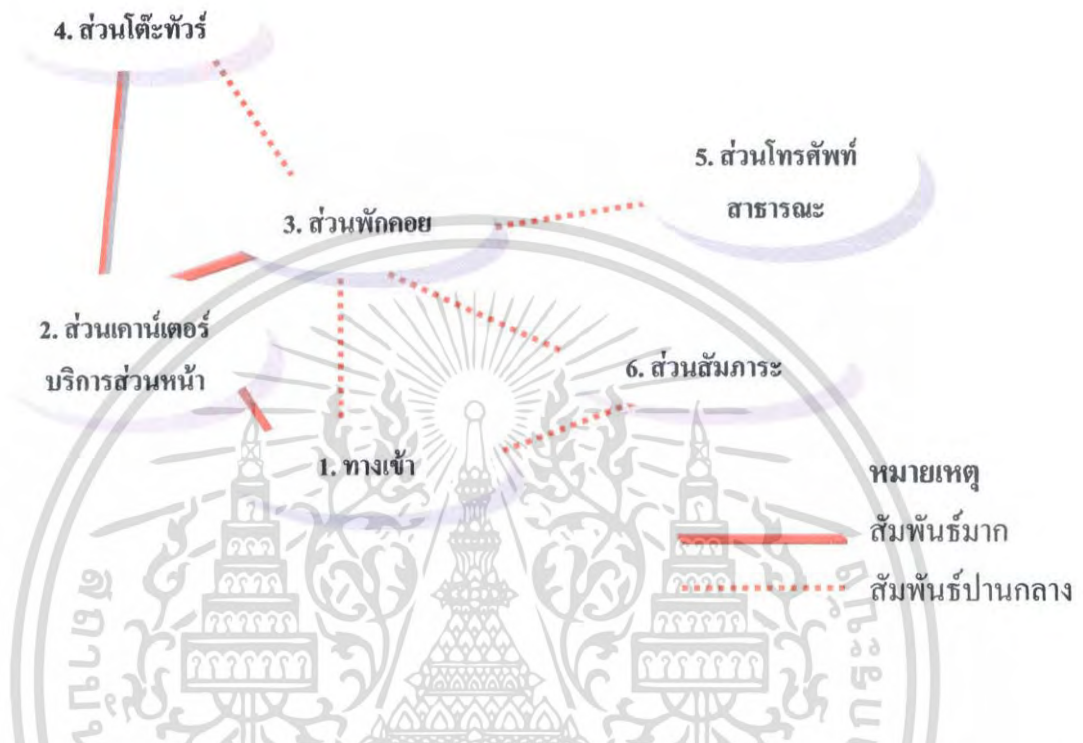 4. ส่วนโต๊ะทัวร์
5. ส่วนโทรศัพท์
สาธารณะ
3. ส่วนพักคอย
2. ส่วนเคาน์เตอร์
บริการส่วนหน้า
6. ส่วนสัมภาระ
1. ทางเข้า
หมายเหตุ
สัมพันธ์มาก
สัมพันธ์ปานกลาง